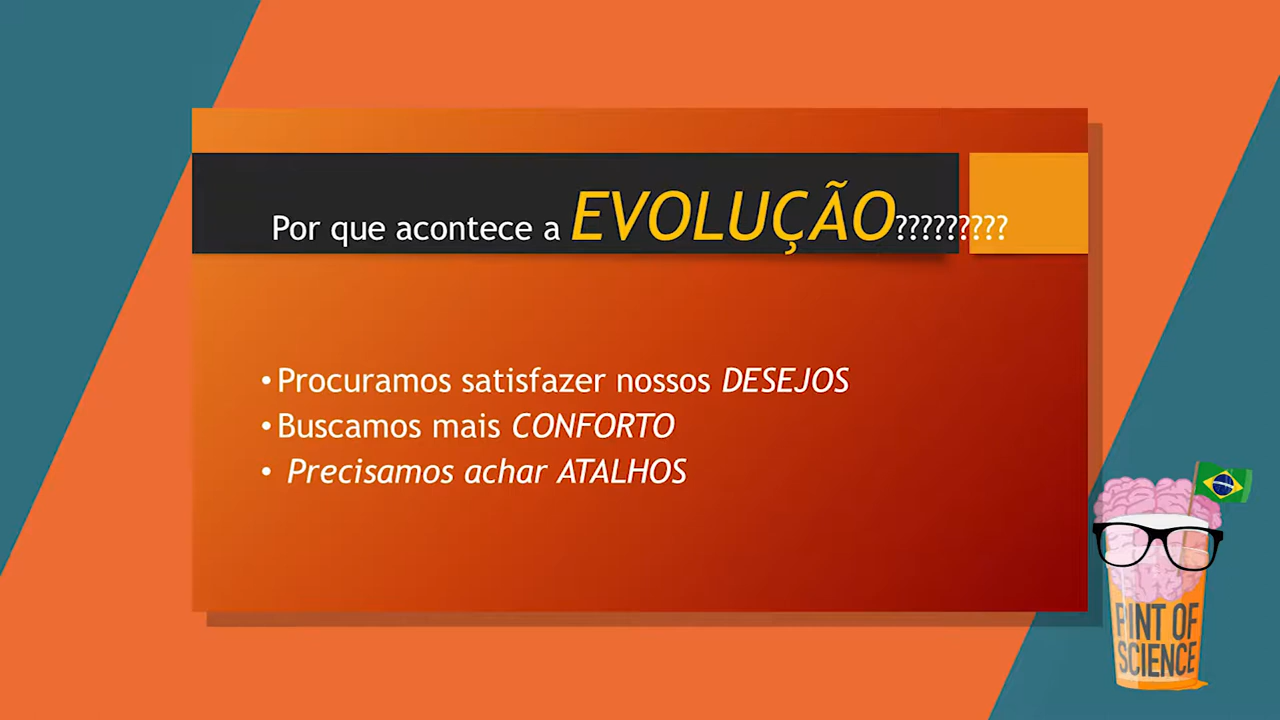 Por que acontece a EVOLUÇÃO?????????
•Procuramos satisfazer nossos DESEJOS
•Buscamos mais CONFORTO
• Precisamos achar ATALHOS
PINT OF
SCIENCE